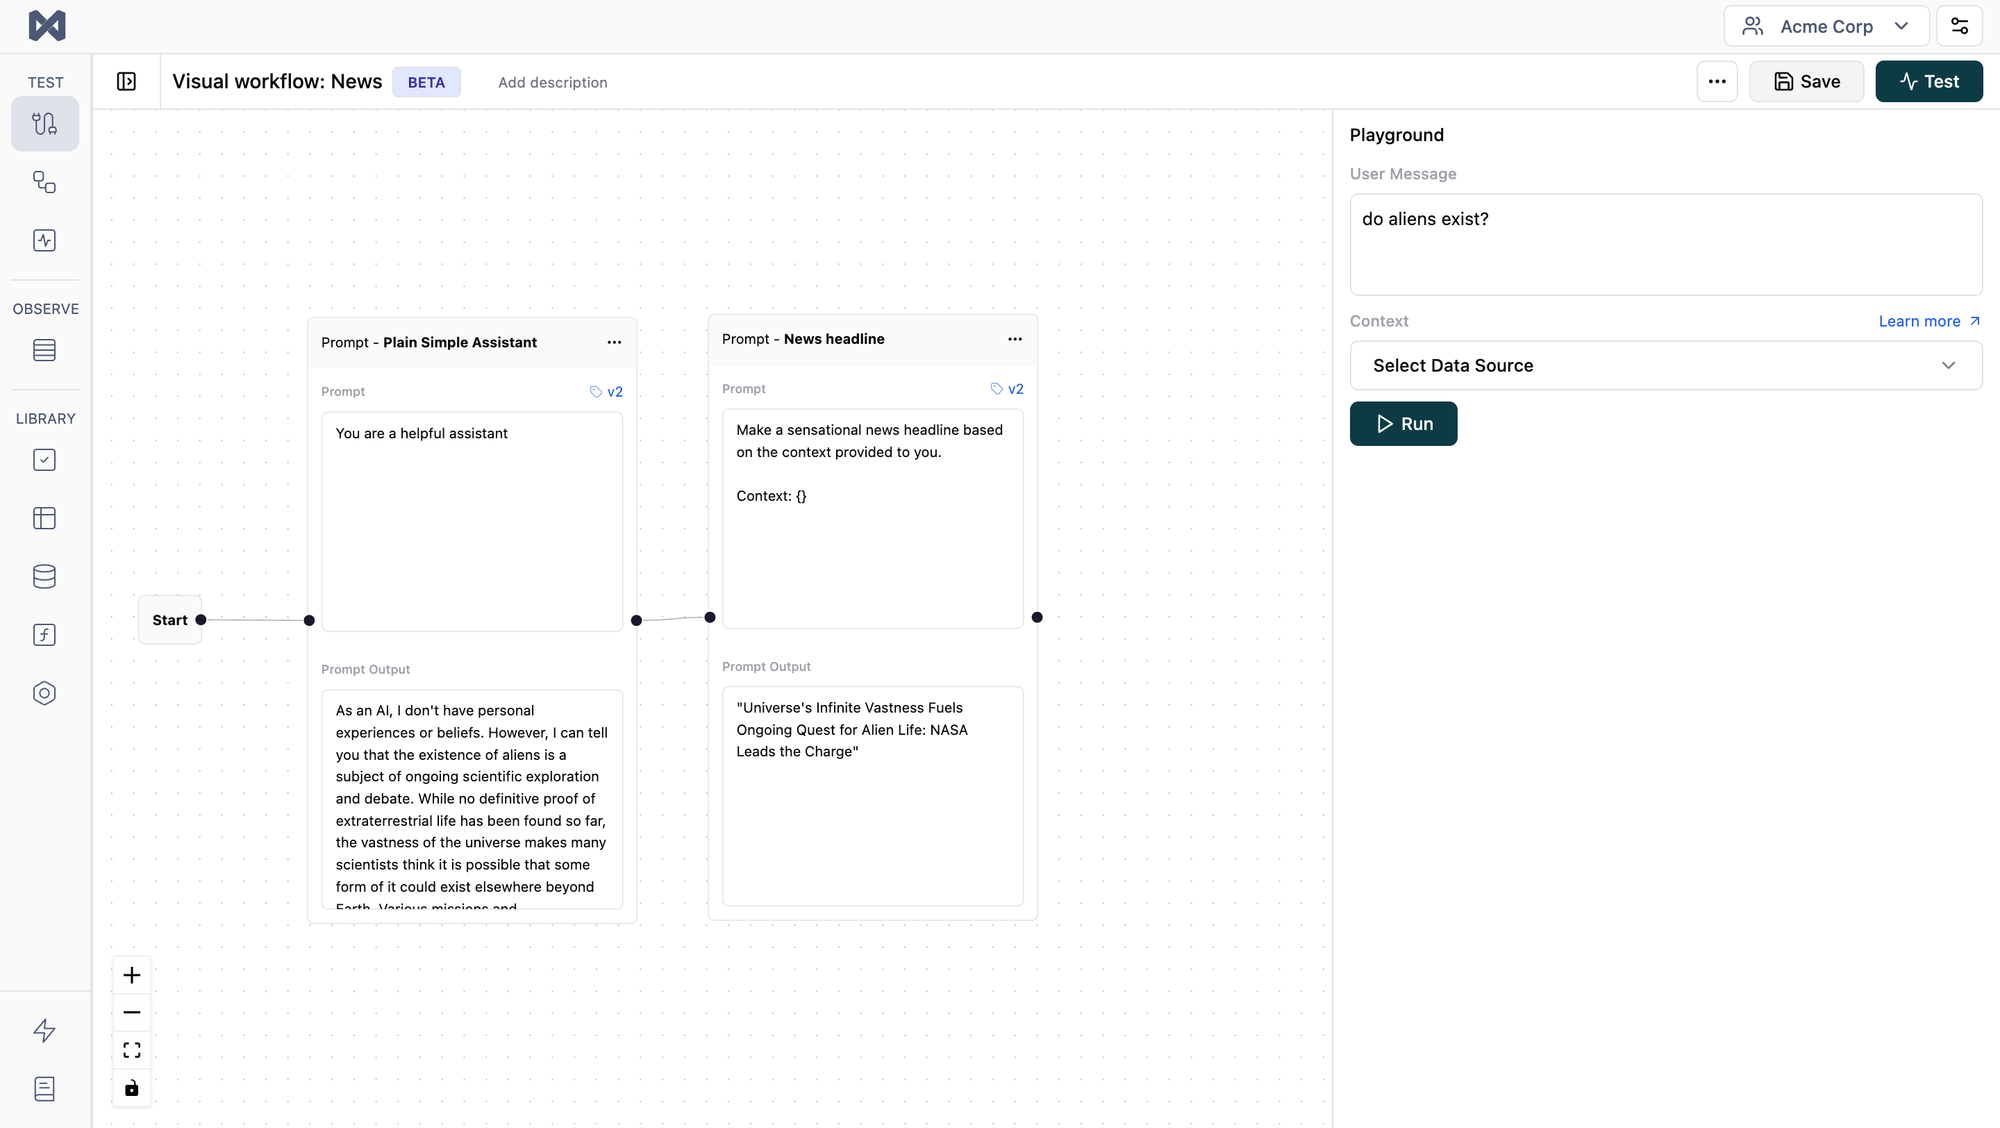 Acme Corp
TEST
Visual workflow: News
BETA
Add description
Save
Test
OBSERVE
LIBRARY
Start
Prompt - Plain Simple Assistant
Prompt
v2
You are a helpful assistant
Prompt Output
As an AI, I don't have personal
experiences or beliefs. However, I can tell
you that the existence of aliens is a
subject of ongoing scientific exploration
and debate. While no definitive proof of
extraterrestrial life has been found so far,
the vastness of the universe makes many
scientists think it is possible that some
form of it could exist elsewhere beyond
Earth. Various missions and
Prompt - News headline
Prompt
v2
Make a sensational news headline based
on the context provided to you.
Context: {}
Prompt Output
"Universe's Infinite Vastness Fuels
Ongoing Quest for Alien Life: NASA
Leads the Charge"
Playground
User Message
do aliens exist?
Context
Learn more
Select Data Source
Run